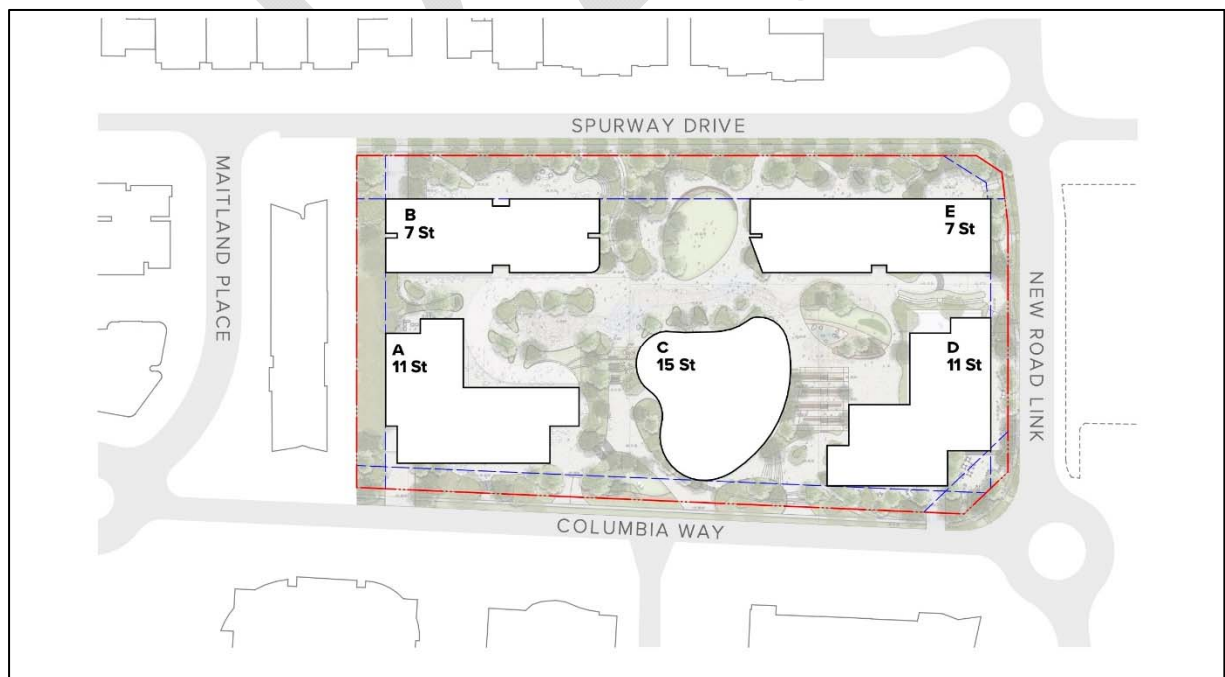 SPURWAY DRIVE
MAITLAND PLACE
B
7 St
E
7 St
NEW ROAD LINK
A
11 St
C
15 St
D
11 St
COLUMBIA WAY